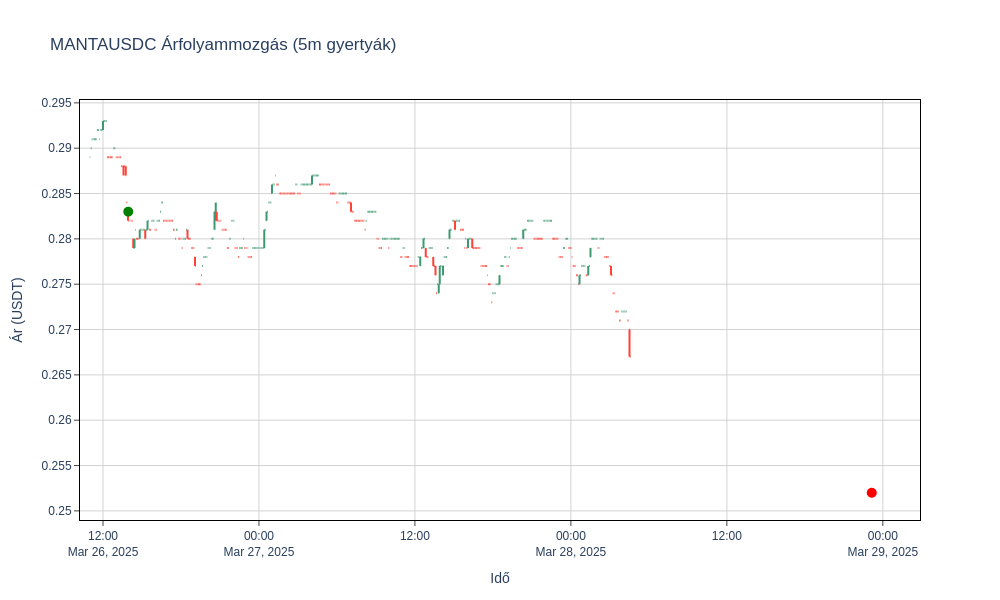 MANTAUSDC Árfolyammozgás (5m gyertyák)
0.295
0.29
0.285
0.28
0.275
0.27
0.265
0.26
0.255
0.25
Ár (USDT)
12:00 00:00 12:00 00:00 12:00 00:00
Mar 26, 2025 Mar 27, 2025 Mar 28, 2025 Mar 29, 2025
Idő